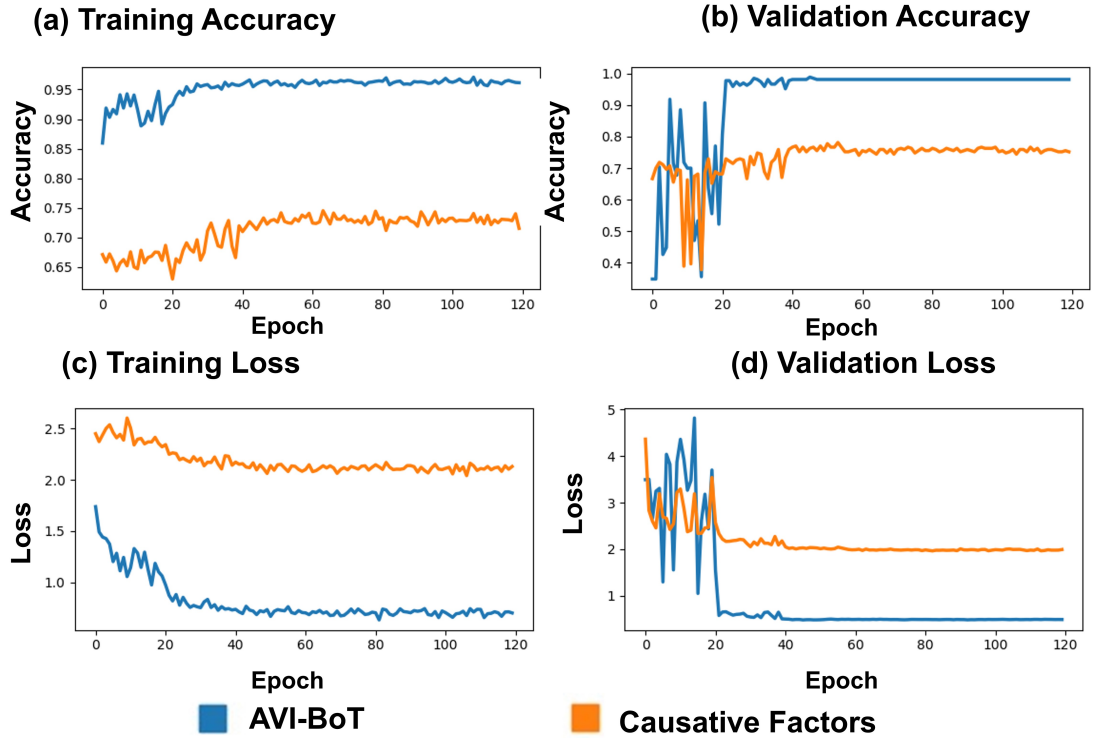 (a) Training Accuracy
Accuracy
0.95
0.90
0.85
0.80
0.75
0.70
0.65
0 20 40 60 80 100 120
Epoch
(b) Validation Accuracy
Accuracy
1.0
0.9
0.8
0.7
0.6
0.5
0.4
0 20 40 60 80 100 120
Epoch
(c) Training Loss
Loss
2.5
2.0
1.5
1.0
0 20 40 60 80 100 120
Epoch
(d) Validation Loss
Loss
5
4
3
2
1
0 20 40 60 80 100 120
Epoch
AVI-BoT
Causative Factors